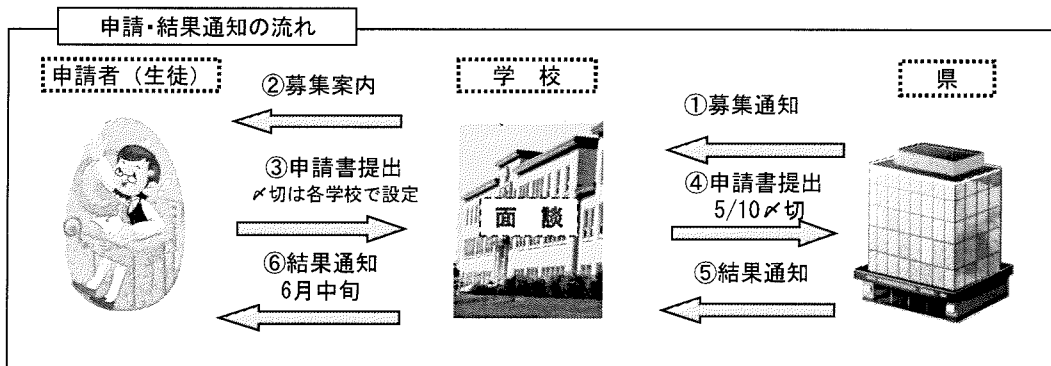 申請・結果通知の流れ
申請者（生徒）
学校
県
②募集案内
①募集通知
③申請書提出
〆切は各学校で設定
面談
④申請書提出
5/10〆切
⑥結果通知
6月中旬
⑤結果通知